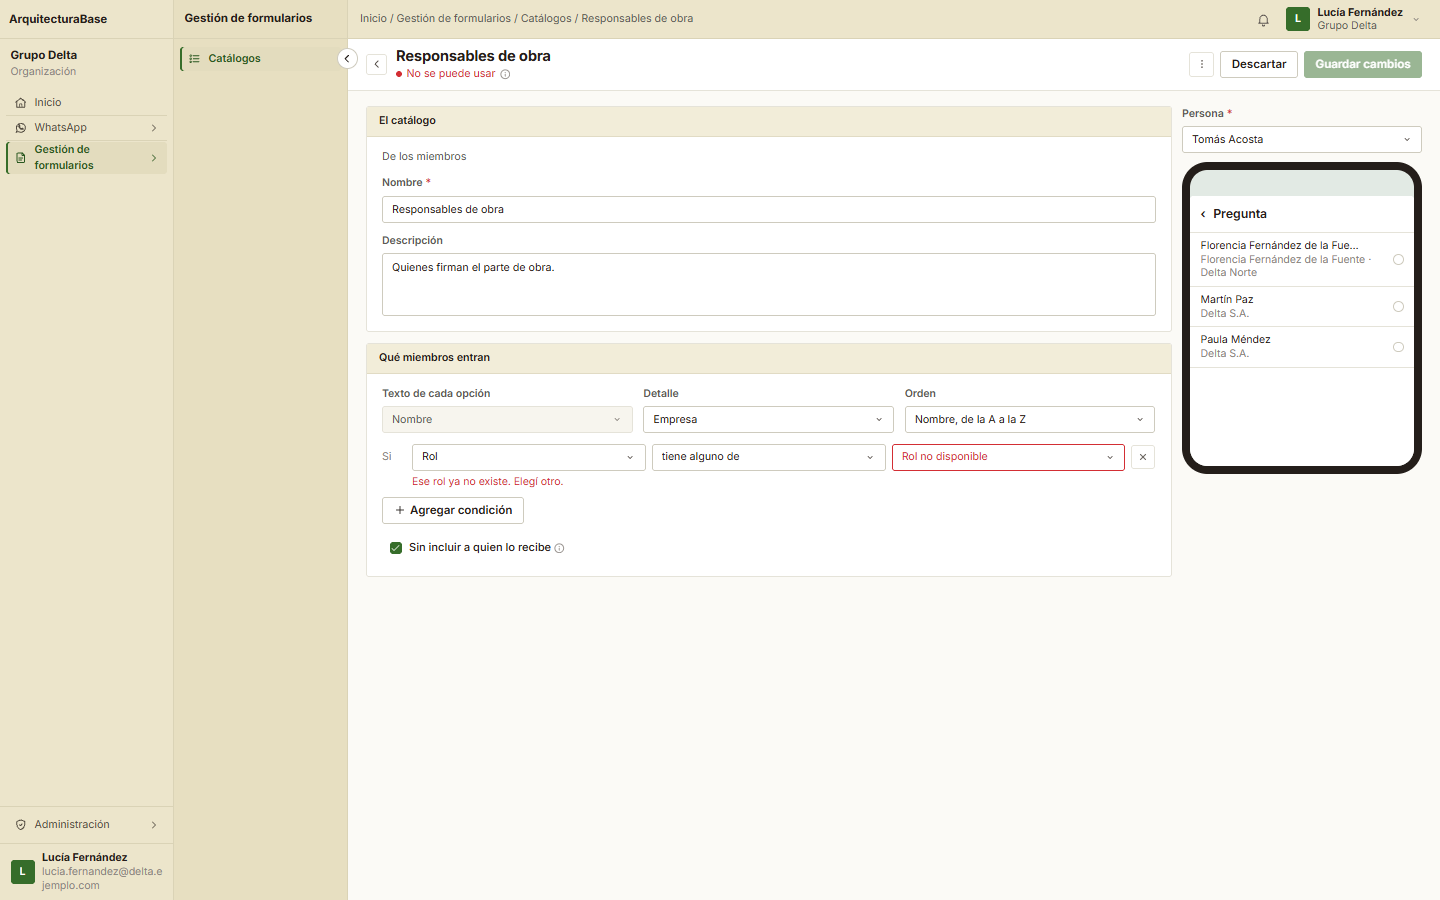 ArquitecturaBase
Gestión de formularios
Inicio / Gestión de formularios / Catálogos / Responsables de obra
L
Lucía Fernández
Grupo Delta
Grupo Delta
Organización
Inicio
WhatsApp
Gestión de
formularios
Catálogos
Responsables de obra
No se puede usar
Descartar
Guardar cambios
El catálogo
De los miembros
Nombre *
Responsables de obra
Descripción
Quienes firman el parte de obra.
Qué miembros entran
Texto de cada opción
Detalle
Orden
Nombre
Empresa
Nombre, de la A a la Z
Si
Rol
tiene alguno de
Rol no disponible
Ese rol ya no existe. Elegí otro.
Agregar condición
Sin incluir a quien lo recibe
Persona *
Tomás Acosta
Pregunta
Florencia Fernández de la Fue...
Florencia Fernández de la Fuente ·
Delta Norte
Martín Paz
Delta S.A.
Paula Méndez
Delta S.A.
Administración
L
Lucía Fernández
lucia.fernandez@delta.e
jemplo.com